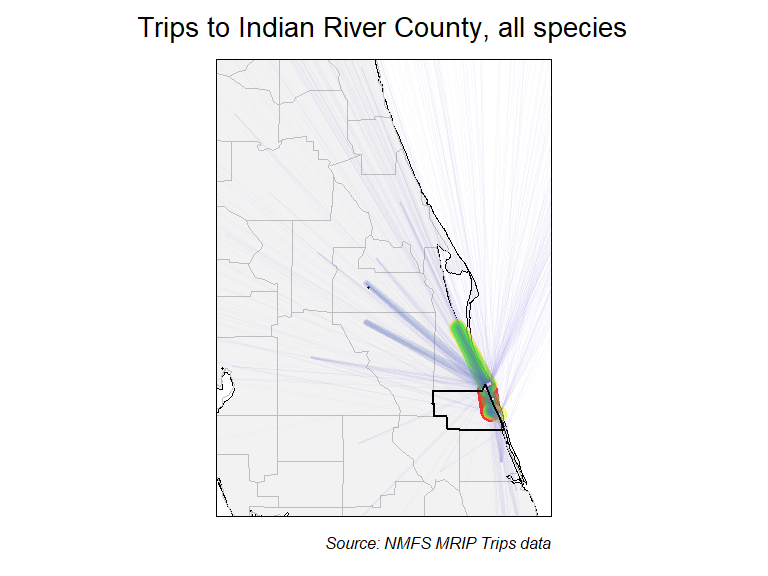 Trips to Indian River County, all species
Source: NMFS MRIP Trips data